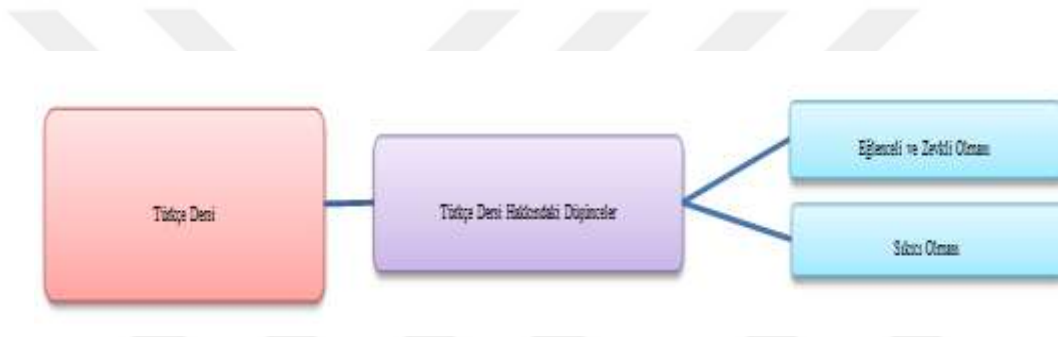 Türkçe Dersi
Türkçe Dersi Hakkındaki Düşünceler
Eğlenceli ve Zevkli Olması
Sıkıcı Olması